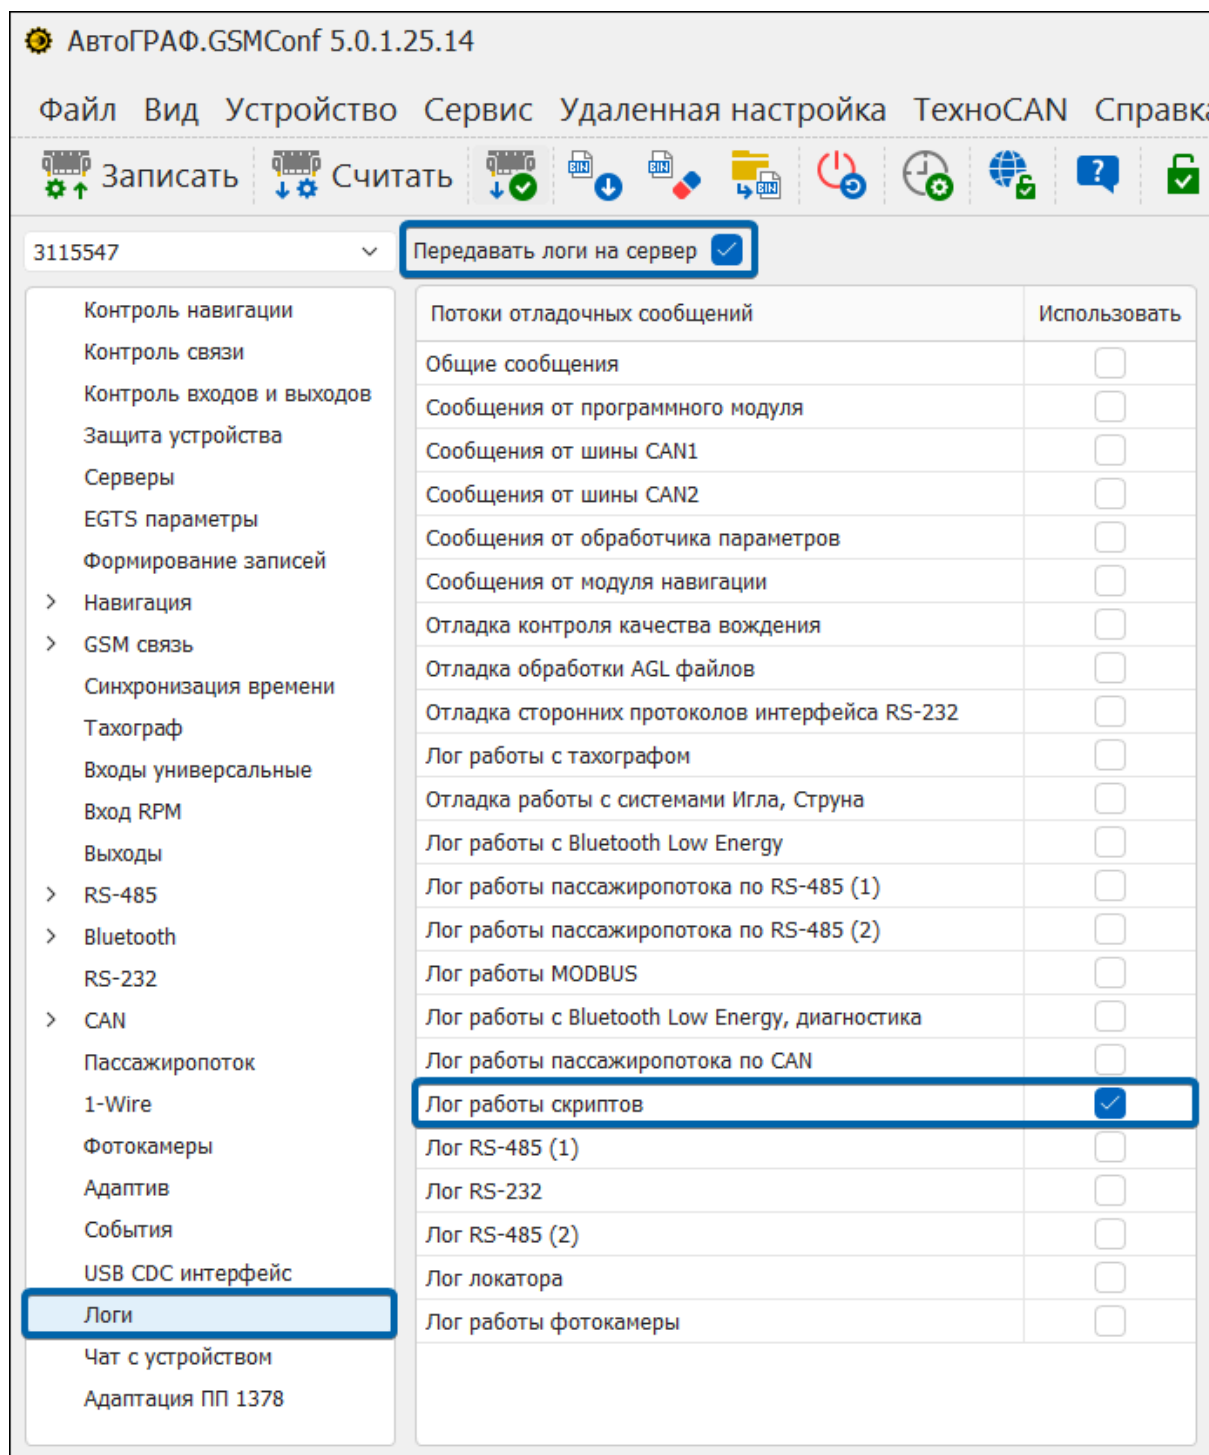 АвтоГРАФ.GSMConf 5.0.1.25.14
Файл Вид Устройство Сервис Удаленная настройка ТехноCAN Справка
Записать Считать BIN BIN BIN ?
3115547
Передавать логи на сервер
Контроль навигации
Контроль связи
Контроль входов и выходов
Защита устройства
Серверы
EGTS параметры
Формирование записей
Навигация
GSM связь
Синхронизация времени
Тахограф
Входы универсальные
Вход RPM
Выходы
RS-485
Bluetooth
RS-232
CAN
Пассажиропоток
1-Wire
Фотокамеры
Адаптив
События
USB CDC интерфейс
Логи
Чат с устройством
Адаптация ПП 1378
Потоки отладочных сообщений Использовать
Общие сообщения
Сообщения от программного модуля
Сообщения от шины CAN1
Сообщения от шины CAN2
Сообщения от обработчика параметров
Сообщения от модуля навигации
Отладка контроля качества вождения
Отладка обработки AGL файлов
Отладка сторонних протоколов интерфейса RS-232
Лог работы с тахографом
Отладка работы с системами Игла, Струна
Лог работы с Bluetooth Low Energy
Лог работы пассажиропотока по RS-485 (1)
Лог работы пассажиропотока по RS-485 (2)
Лог работы MODBUS
Лог работы с Bluetooth Low Energy, диагностика
Лог работы пассажиропотока по CAN
Лог работы скриптов
Лог RS-485 (1)
Лог RS-232
Лог RS-485 (2)
Лог локатора
Лог работы фотокамеры